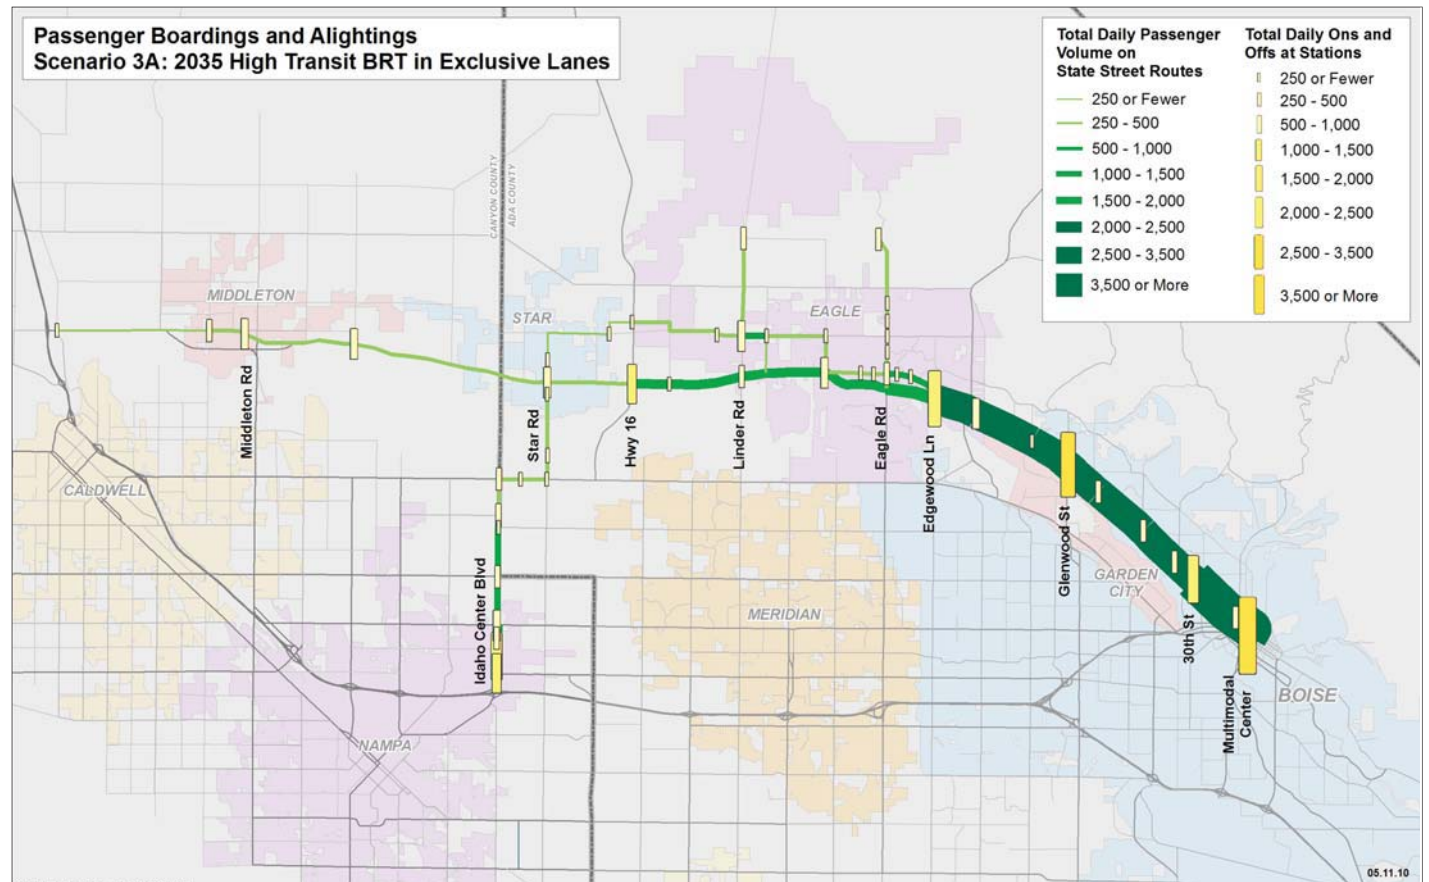 Passenger Boardings and Alightings
Scenario 3A: 2035 High Transit BRT in Exclusive Lanes
Total Daily Passenger
Volume on
State Street Routes
250 or Fewer
250 - 500
500 - 1,000
1,000 - 1,500
1,500 - 2,000
2,000 - 2,500
2,500 - 3,500
3,500 or More
Total Daily Ons and
Offs at Stations
250 or Fewer
250 - 500
500 - 1,000
1,000 - 1,500
1,500 - 2,000
2,000 - 2,500
2,500 - 3,500
3,500 or More
CANYON COUNTY
ADA COUNTY
MIDDLETON
STAR
EAGLE
Middleton Rd
Star Rd
Hwy 16
Linder Rd
Eagle Rd
Edgewood Ln
CALDWELL
Glenwood St
Idaho Center Blvd
MERIDIAN
GARDEN
CITY
30th St
Multimodal
Center
BOISE
NAMPA
05.11.10